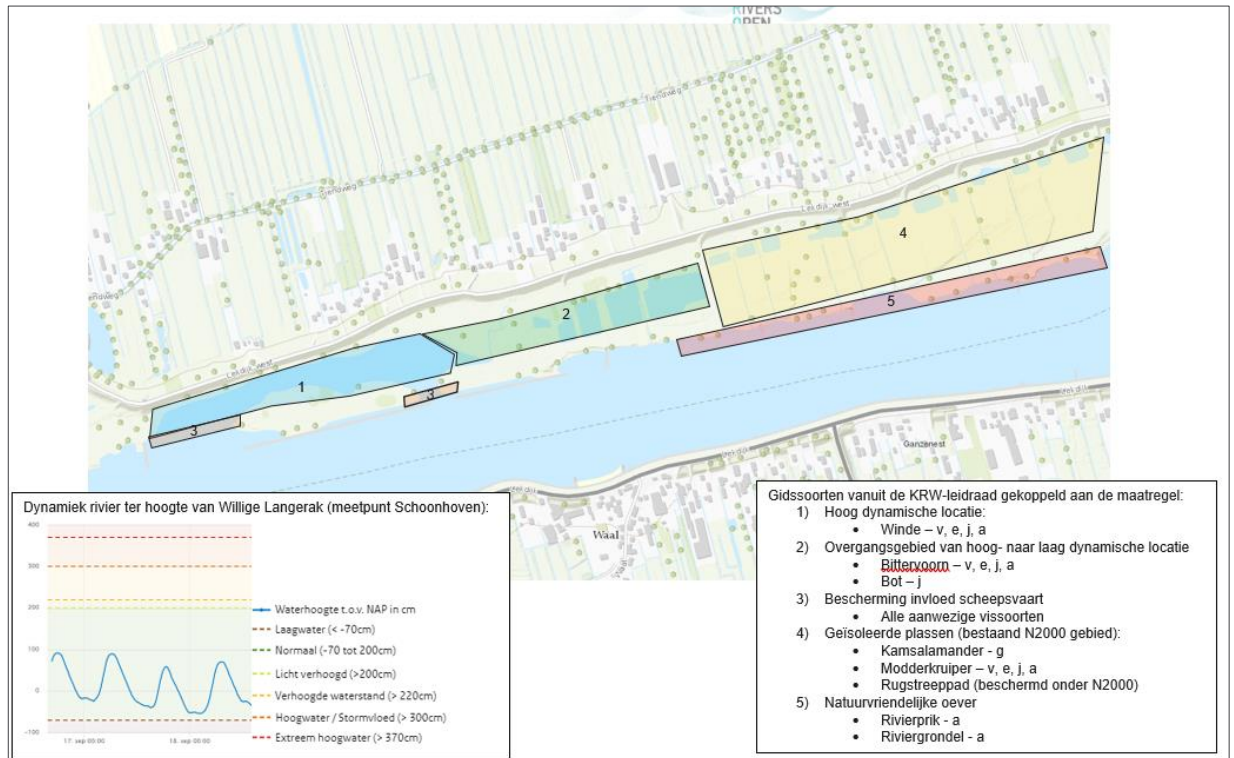 RIVERS
OPEN
Tiendweg
Tiendweg
Lekdijk west
4
5
2
1
Lekdijk west
3
3
Lekdijk
Ganzenest
Lekdijk
Waal
Waal
Dynamiek rivier ter hoogte van Willige Langerak (meetpunt Schoonhoven):
400
300
200
100
0
-100
17. sep 00:00
18. sep 00:00
Waterhoogte t.o.v. NAP in cm
Laagwater (< -70cm)
Normaal (-70 tot 200cm)
Licht verhoogd (>200cm)
Verhoogde waterstand (> 220cm)
Hoogwater / Stormvloed (> 300cm)
Extreem hoogwater (> 370cm)
Gidssoorten vanuit de KRW-leidraad gekoppeld aan de maatregel:
1) Hoog dynamische locatie:
• Winde – v, e, j, a
2) Overgangsgebied van hoog- naar laag dynamische locatie
• Bittervoorn – v, e, j, a
• Bot – j
3) Bescherming invloed scheepsvaart
• Alle aanwezige vissoorten
4) Geïsoleerde plassen (bestaand N2000 gebied):
• Kamsalamander - g
• Modderkruiper – v, e, j, a
• Rugstreeppad (beschermd onder N2000)
5) Natuurvriendelijke oever
• Rivierprik - a
• Riviergrondel - a